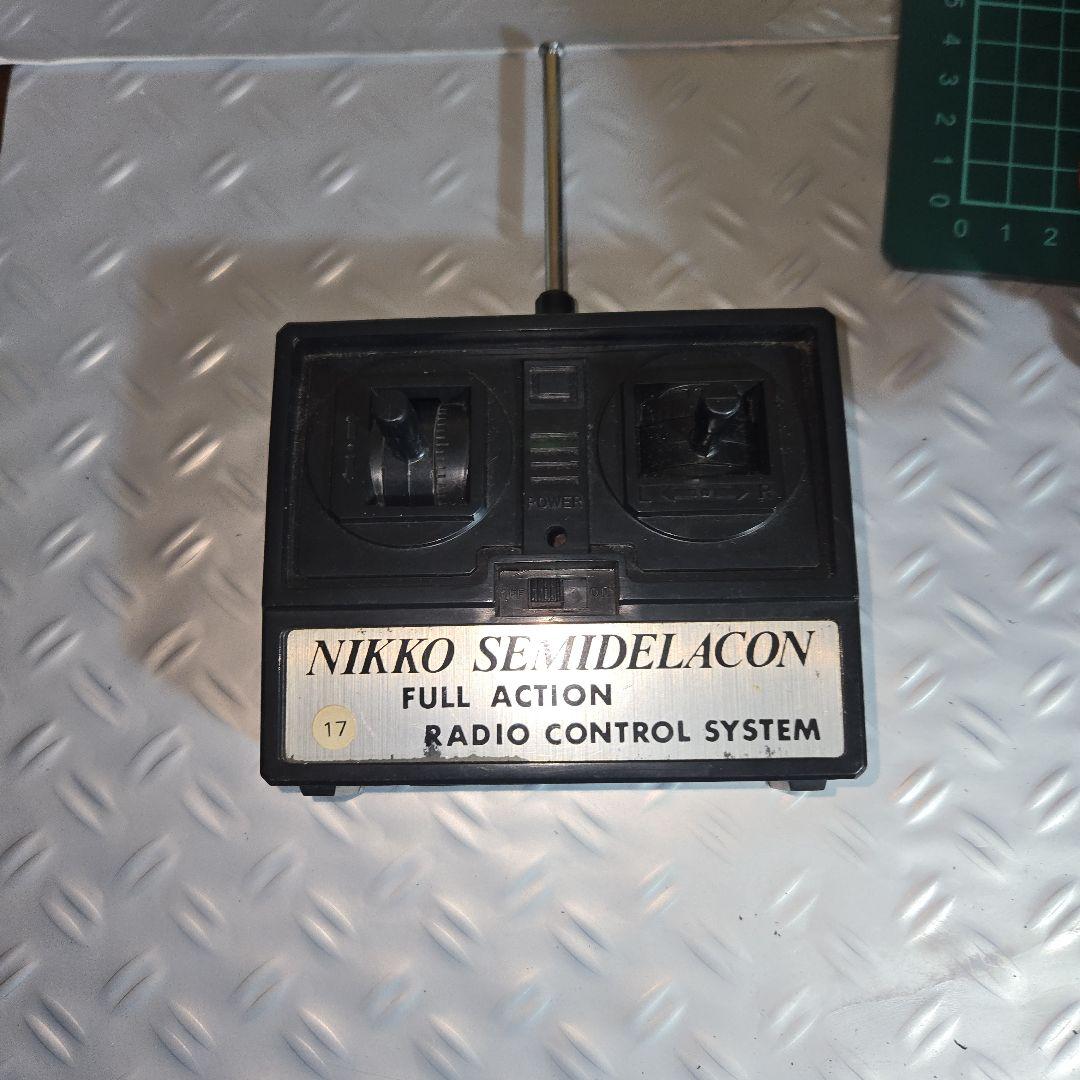 5
4
3
2
1
0
0 1 2
POWER
R
OFF ON
NIKKO SEMIDELACON
FULL ACTION
17
RADIO CONTROL SYSTEM